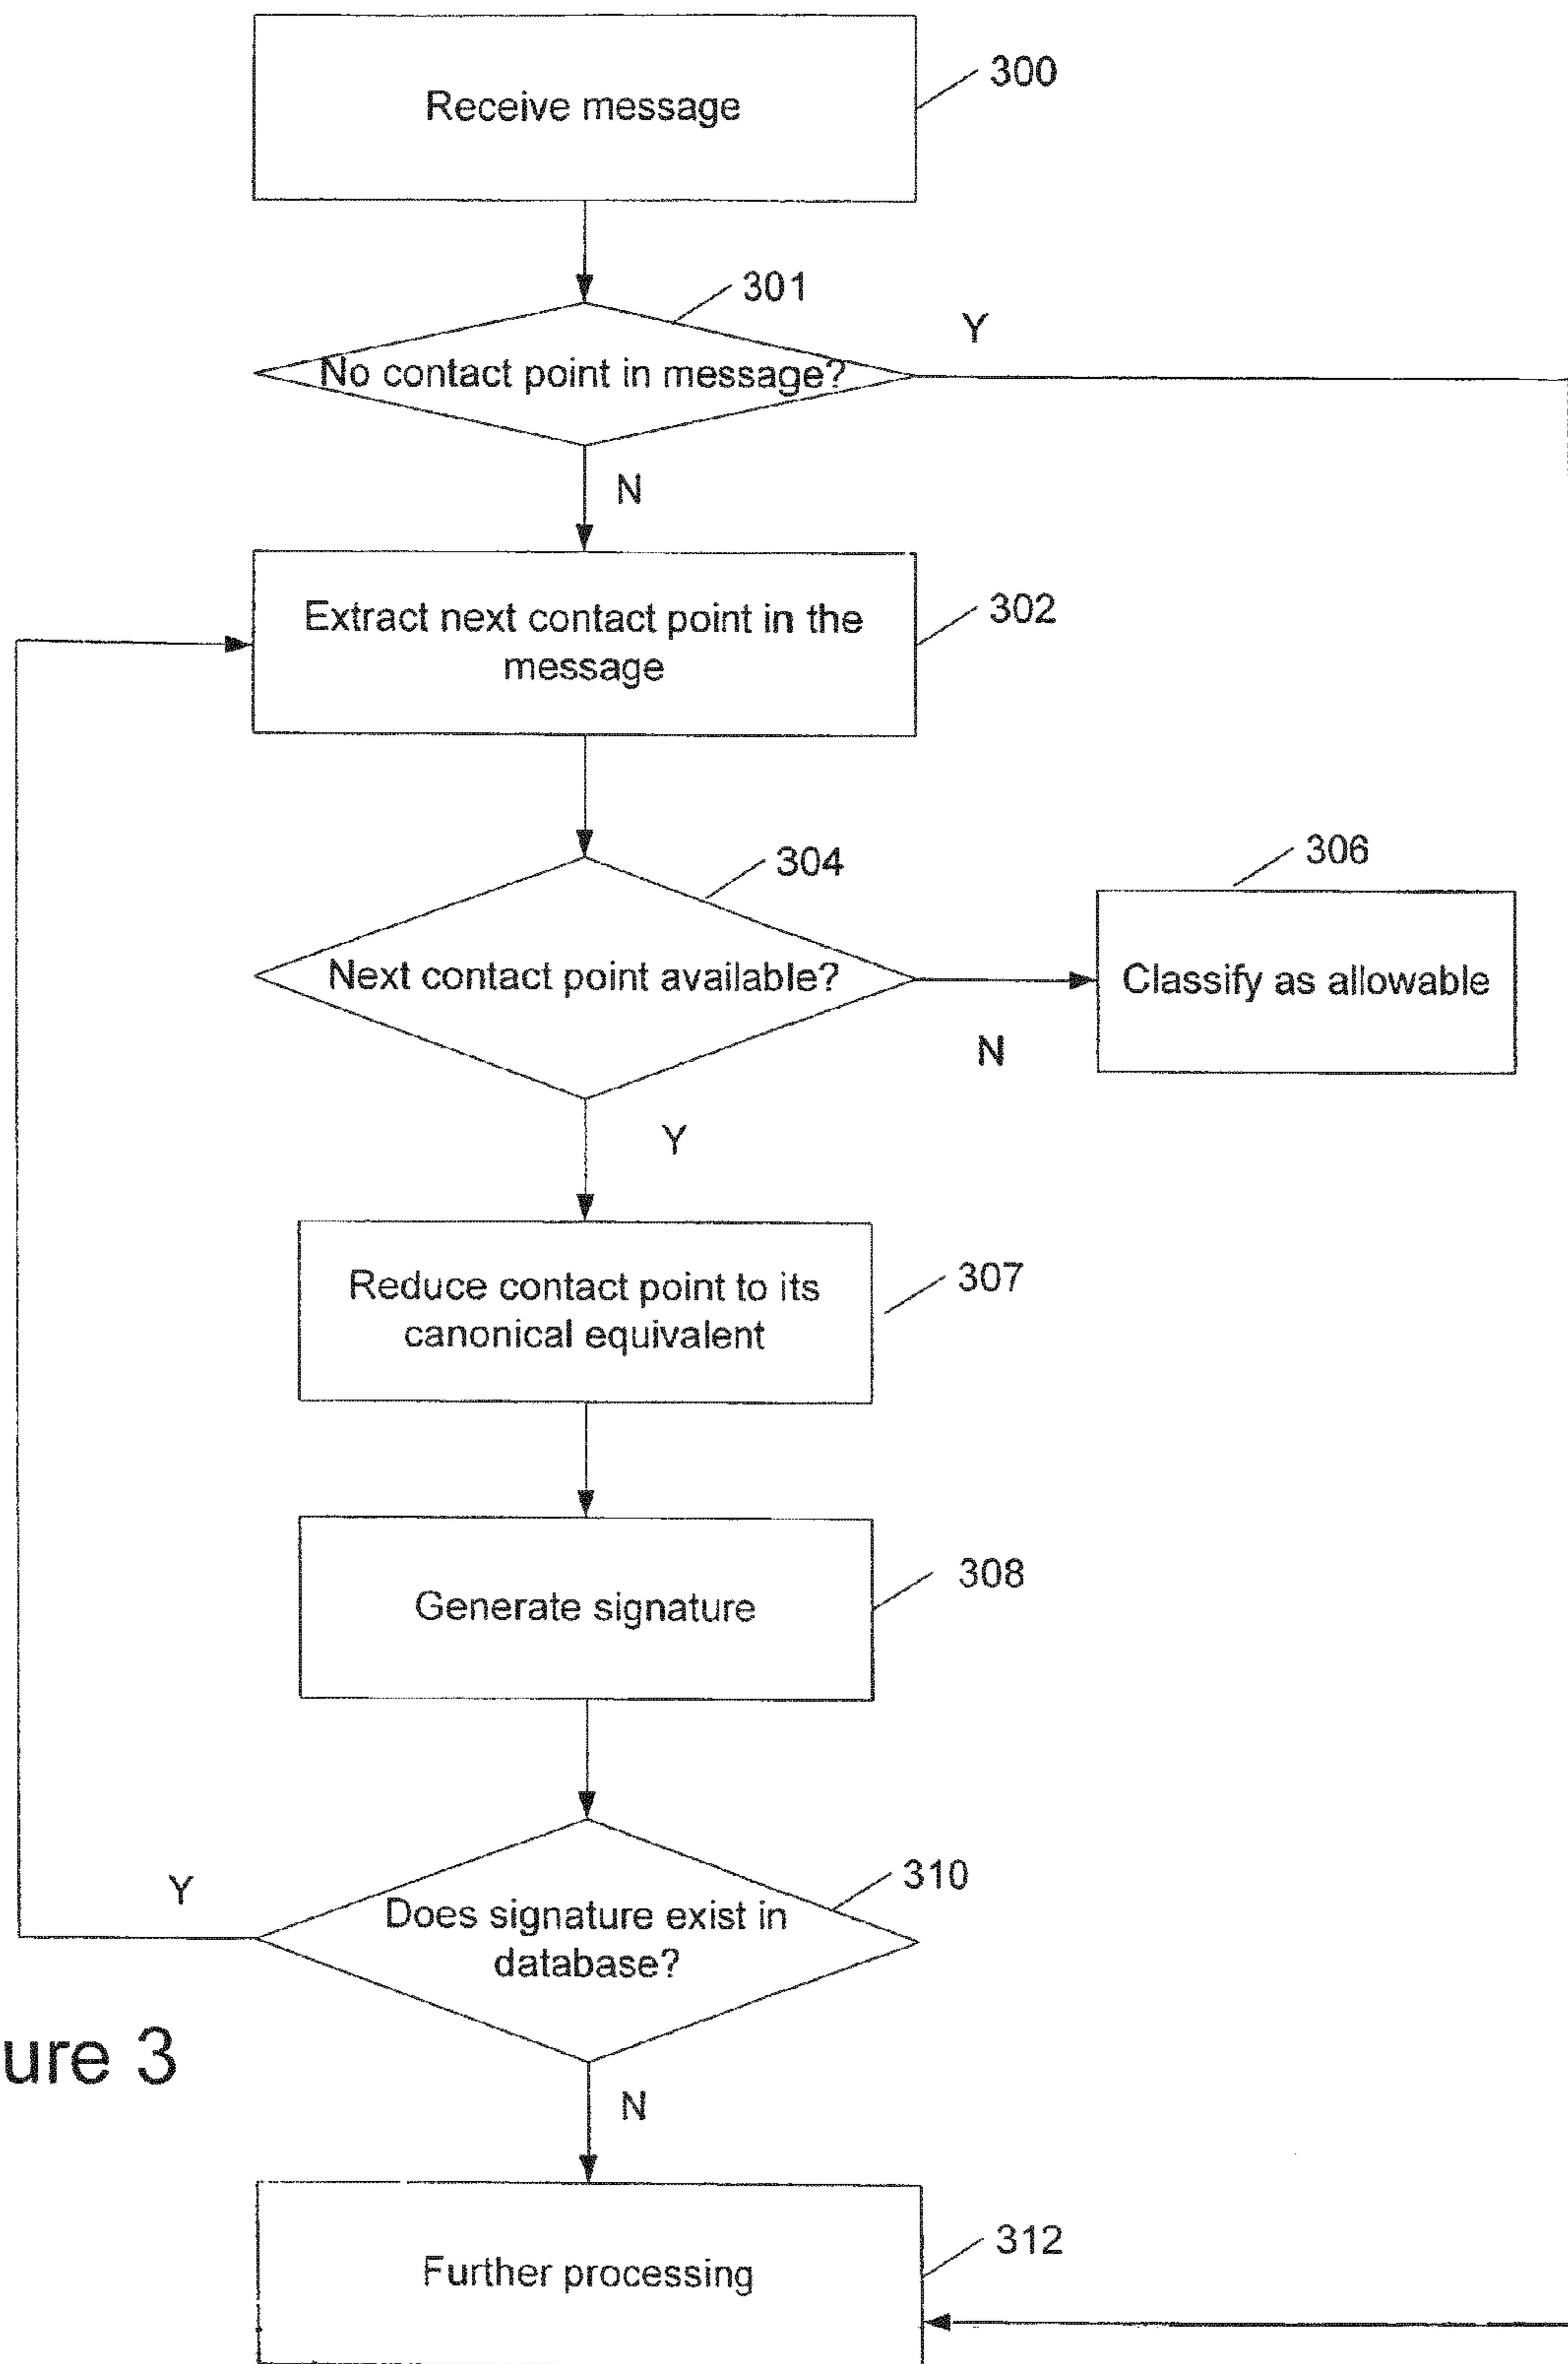 Receive message
300
301
No contact point in message?
Y
N
Extract next contact point in the
message
302
304
Next contact point available?
N
306
Classify as allowable
Y
Reduce contact point to its
canonical equivalent
307
Generate signature
308
Y
310
Does signature exist in
database?
ure 3
N
Further processing
312